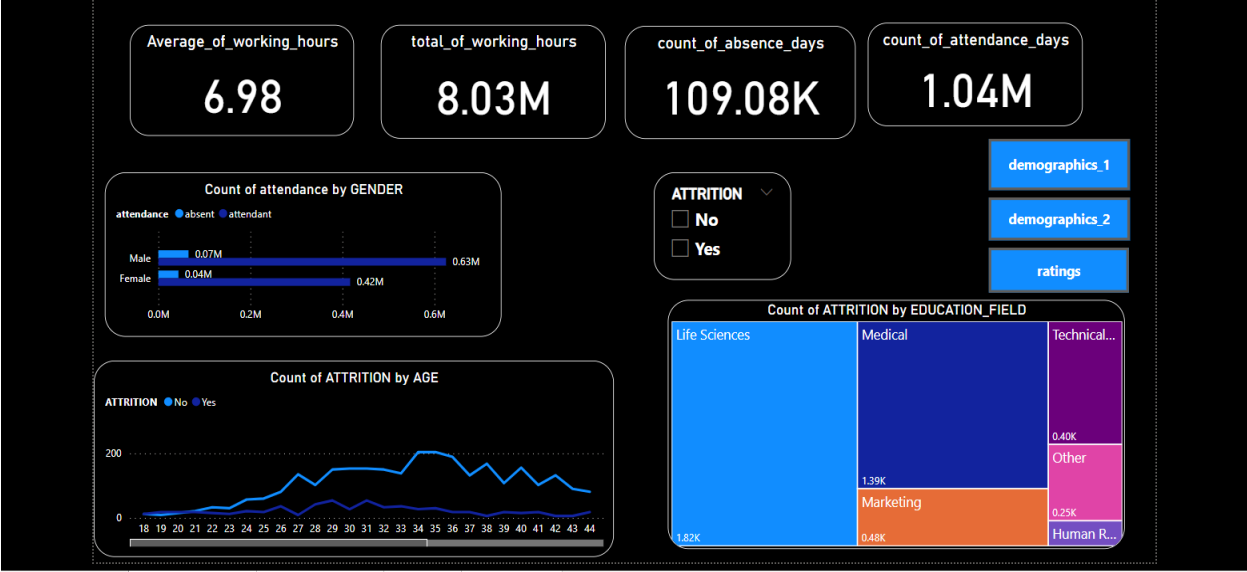 Average_of_working_hours
6.98
total_of_working_hours
8.03M
count_of_absence_days
109.08K
count_of_attendance_days
1.04M
demographics_1
demographics_2
ratings
Count of attendance by GENDER
attendance absent attendant
Male 0.07M 0.63M
Female 0.04M 0.42M
0.0M 0.2M 0.4M 0.6M
ATTRITION
No
Yes
Count of ATTRITION by AGE
ATTRITION No Yes
200
0
18 19 20 21 22 23 24 25 26 27 28 29 30 31 32 33 34 35 36 37 38 39 40 41 42 43 44
Count of ATTRITION by EDUCATION_FIELD
Life Sciences
1.82K
Medical
1.39K
Marketing
0.48K
Technical...
0.40K
Other
0.25K
Human R...